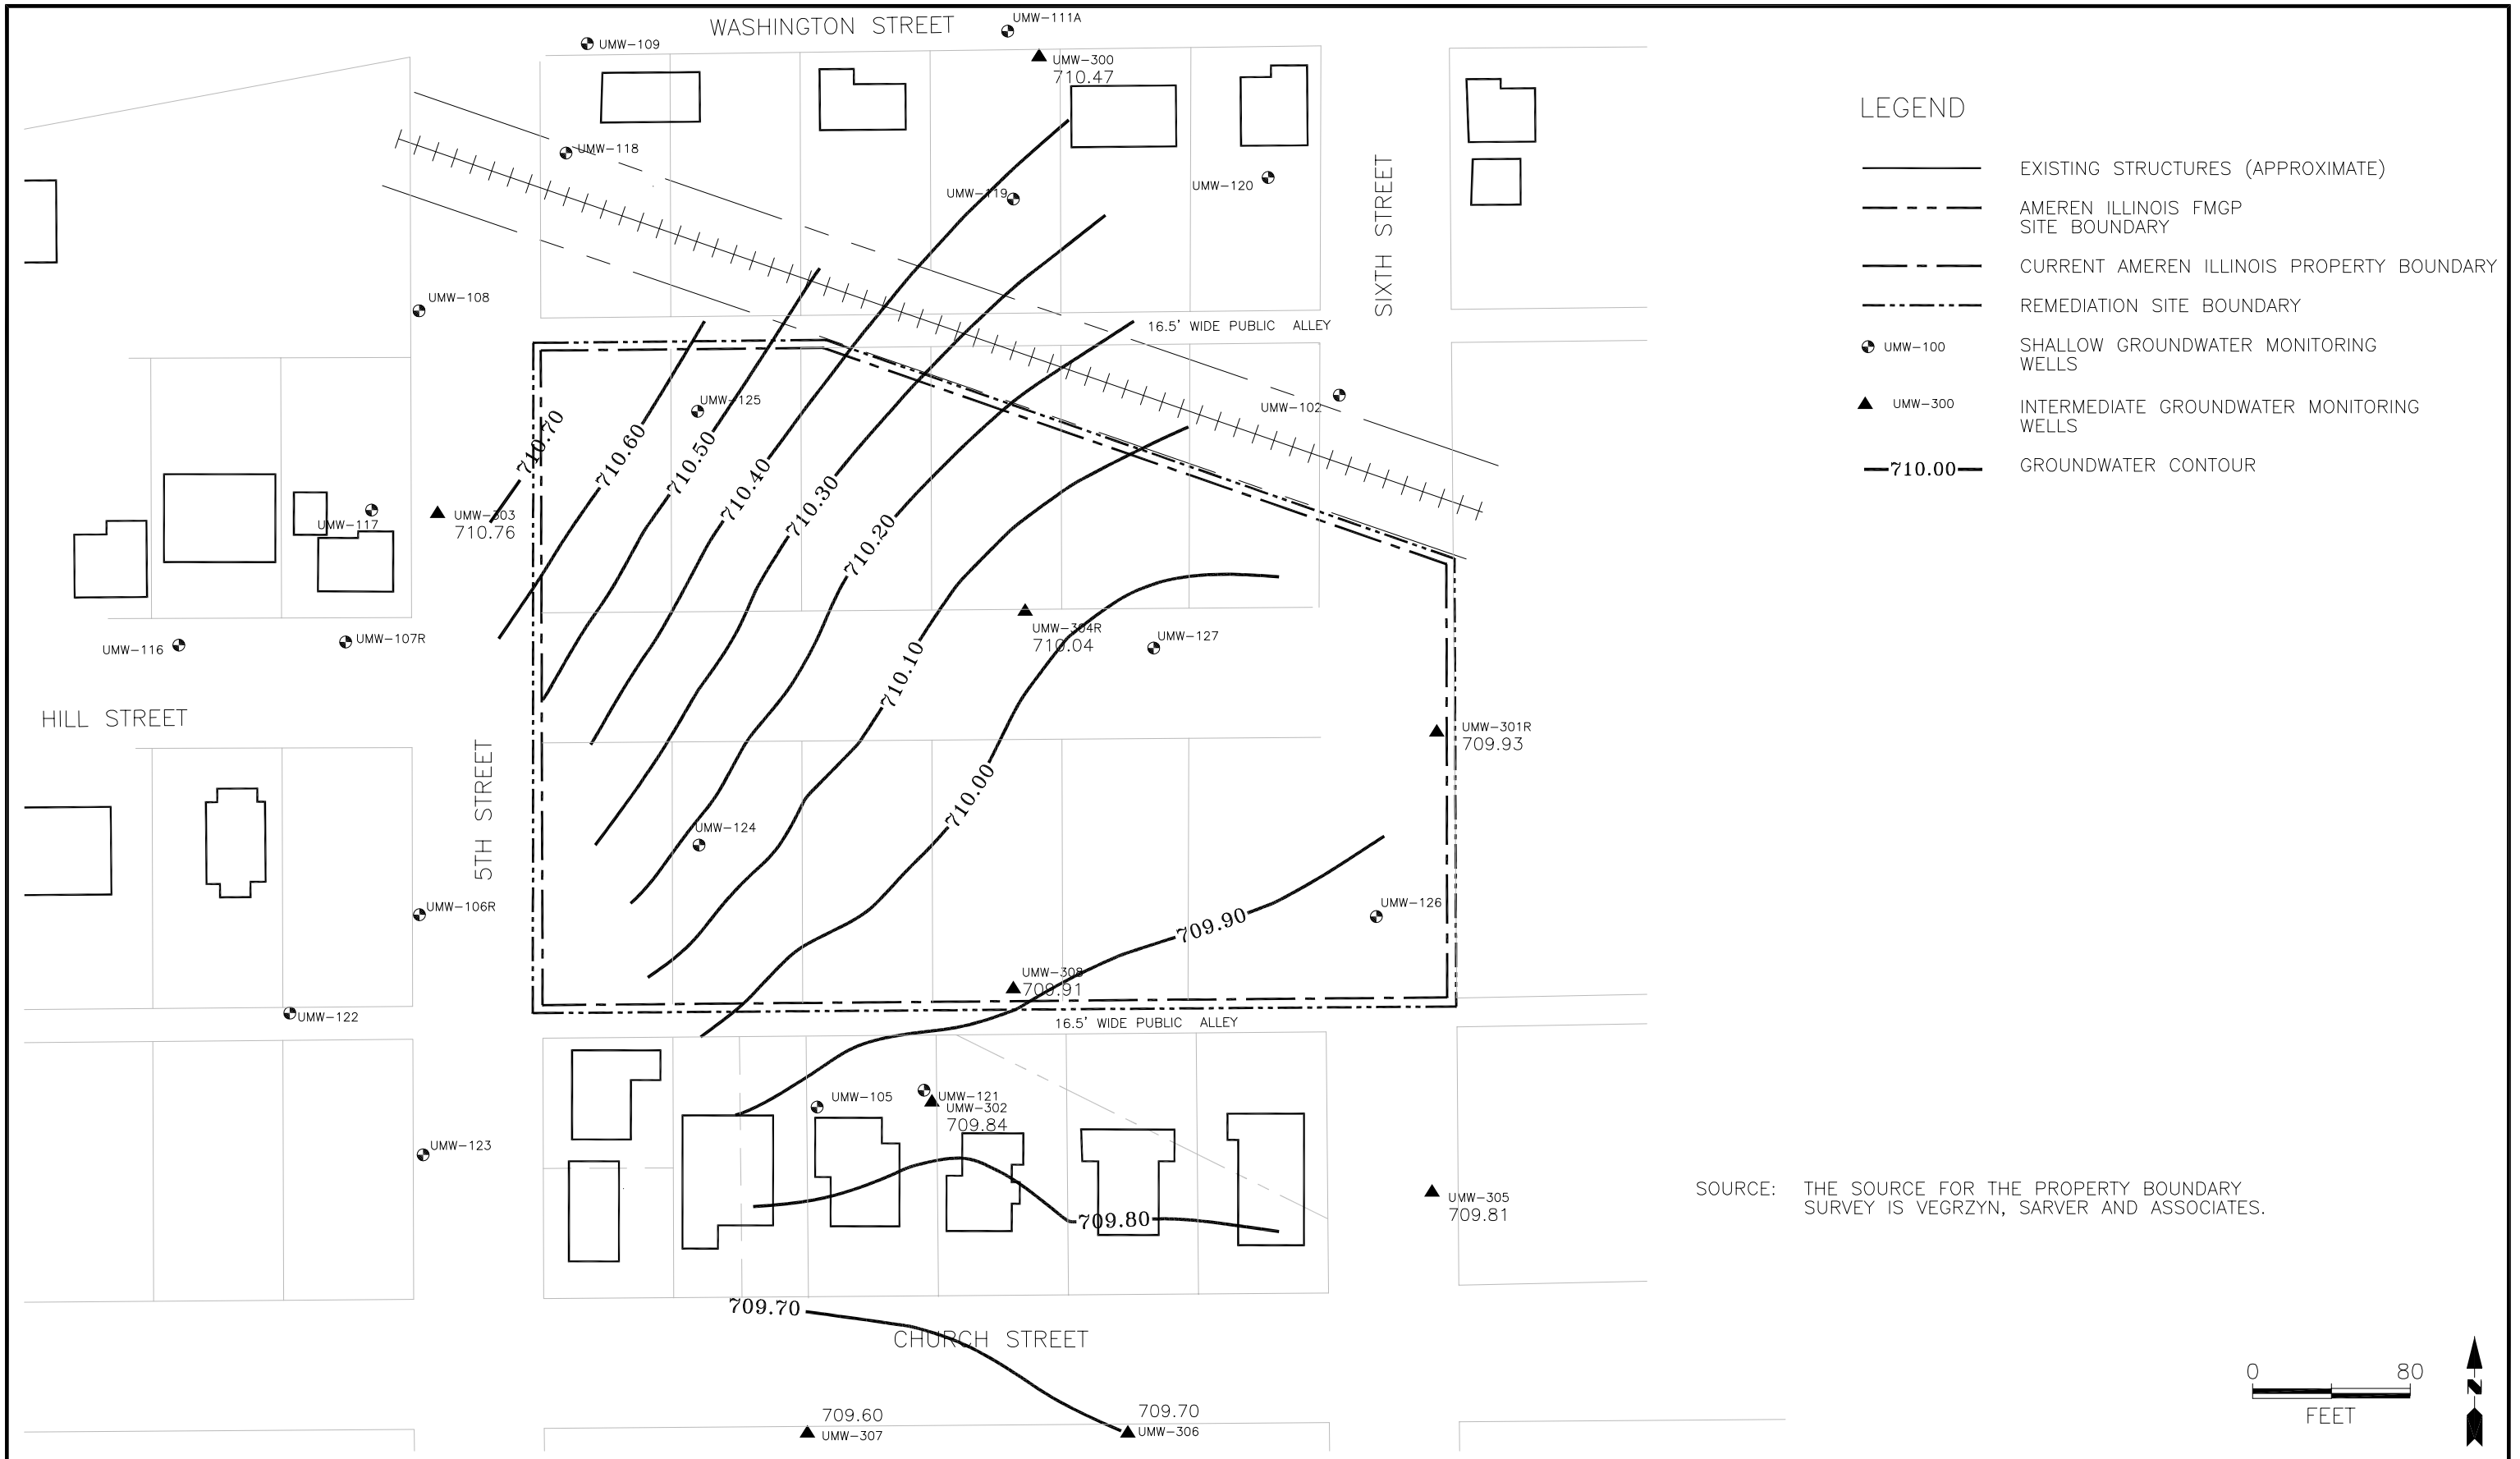 WASHINGTON STREET
UMW-111A
UMW-109
UMW-300
710.47
UMW-118
UMW-119
UMW-120
SIXTH STREET
UMW-108
16.5' WIDE PUBLIC ALLEY
UMW-125
UMW-102
710.70
710.60
710.50
710.40
710.30
710.20
UMW-303
710.76
UMW-117
UMW-304R
710.04
UMW-127
UMW-116
UMW-107R
710.10
HILL STREET
UMW-301R
709.93
5TH STREET
710.00
UMW-124
UMW-106R
UMW-126
709.90
UMW-308
709.91
UMW-122
16.5' WIDE PUBLIC ALLEY
UMW-105
UMW-121
UMW-302
709.84
UMW-123
UMW-305
709.81
709.80
709.70
CHURCH STREET
709.60
UMW-307
709.70
UMW-306
LEGEND
EXISTING STRUCTURES (APPROXIMATE)
AMEREN ILLINOIS FMGP
SITE BOUNDARY
CURRENT AMEREN ILLINOIS PROPERTY BOUNDARY
REMEDIATION SITE BOUNDARY
UMW-100
SHALLOW GROUNDWATER MONITORING
WELLS
UMW-300
INTERMEDIATE GROUNDWATER MONITORING
WELLS
710.00
GROUNDWATER CONTOUR
SOURCE: THE SOURCE FOR THE PROPERTY BOUNDARY
SURVEY IS VEGRZYN, SARVER AND ASSOCIATES.
0 80
FEET
N